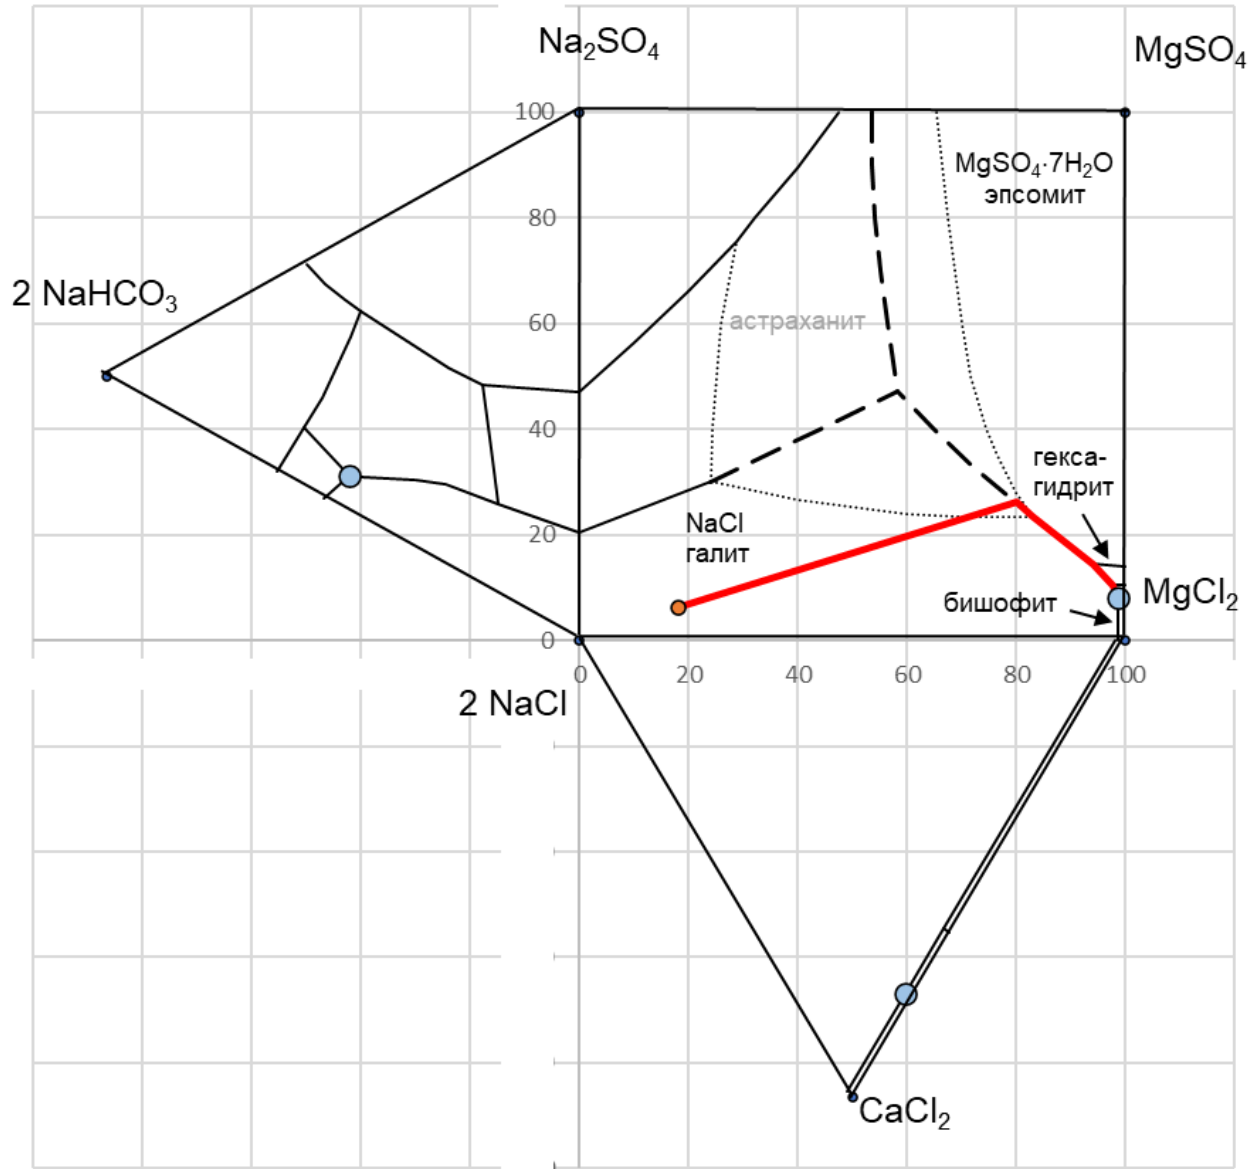 Na₂SO₄
MgSO₄
100
MgSO₄·7H₂O
эпсомит
80
2 NaHCO₃
60
астраханит
40
гекса-
гидрит
NaCl
галит
20
MgCl₂
бишофит
0
0 20 40 60 80 100
2 NaCl
CaCl₂